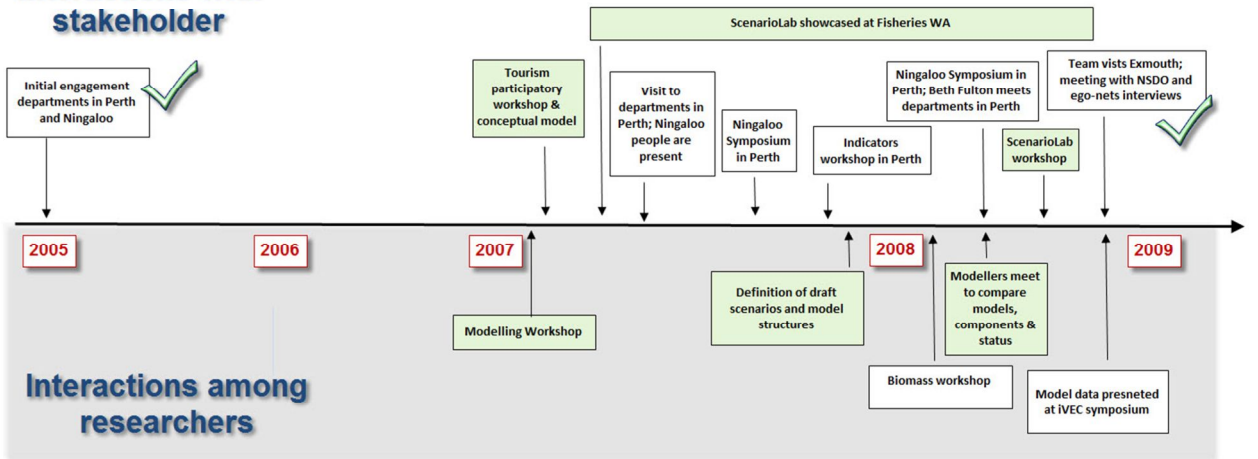 stakeholder
ScenarioLab showcased at Fisheries WA
Initial engagement
departments in Perth
and Ningaloo
Tourism
participatory
workshop &
conceptual model
Visit to
departments in
Perth; Ningaloo
people are
present
Ningaloo
Symposium
in Perth
Indicators
workshop in Perth
Ningaloo Symposium in
Perth; Beth Fulton meets
departments in Perth
ScenarioLab
workshop
Team vists Exmouth;
meeting with NSDO and
ego-nets interviews
2005
2006
2007
2008
2009
Modelling Workshop
Definition of draft
scenarios and model
structures
Biomass workshop
Modellers meet
to compare
models,
components &
status
Model data presneted
at iVEC symposium
Interactions among
researchers